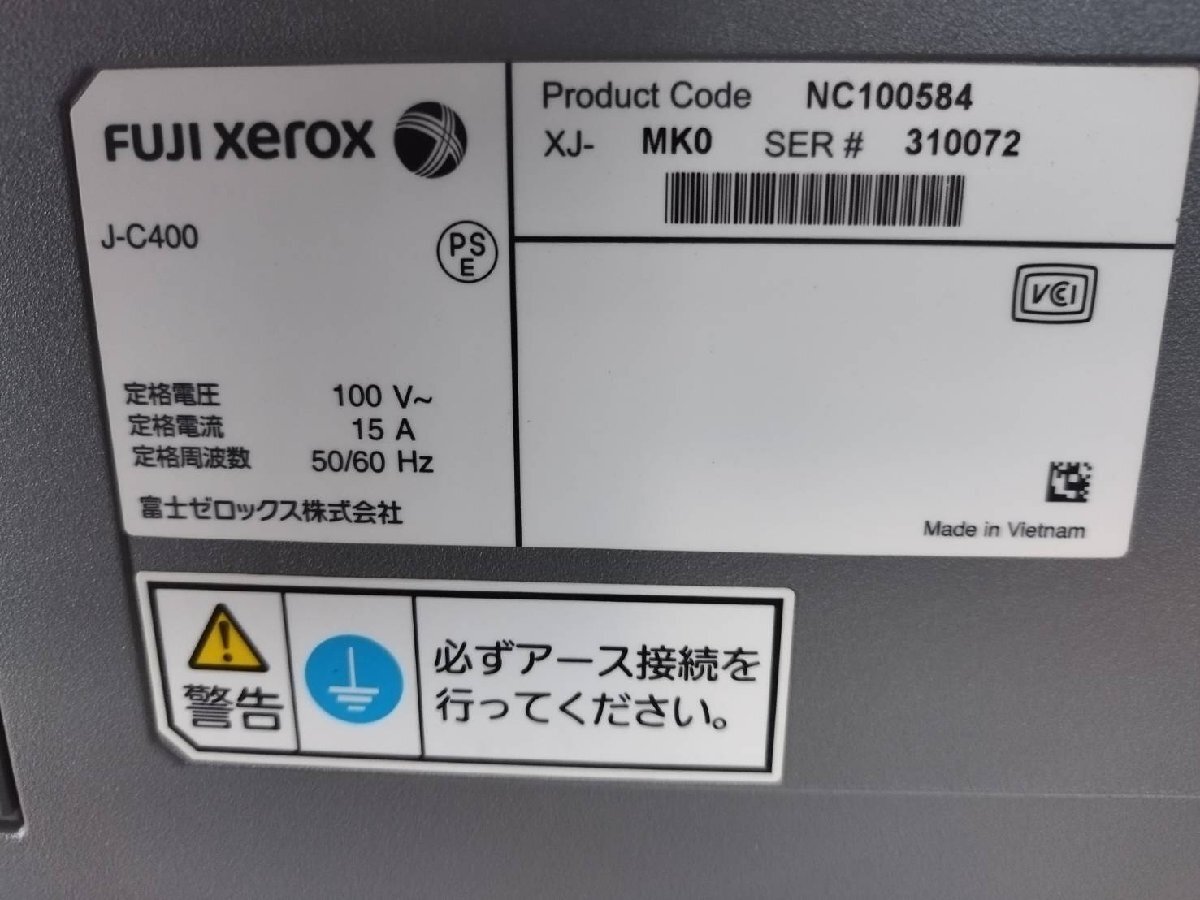 FUJI xerox
J-C400
PS
E
定格電圧 100 V~
定格電流 15 A
定格周波数 50/60 Hz
富士ゼロックス株式会社
Product Code NC100584
XJ- MK0 SER # 310072
VCI
Made in Vietnam
警告
必ずアース接続を
行ってください。